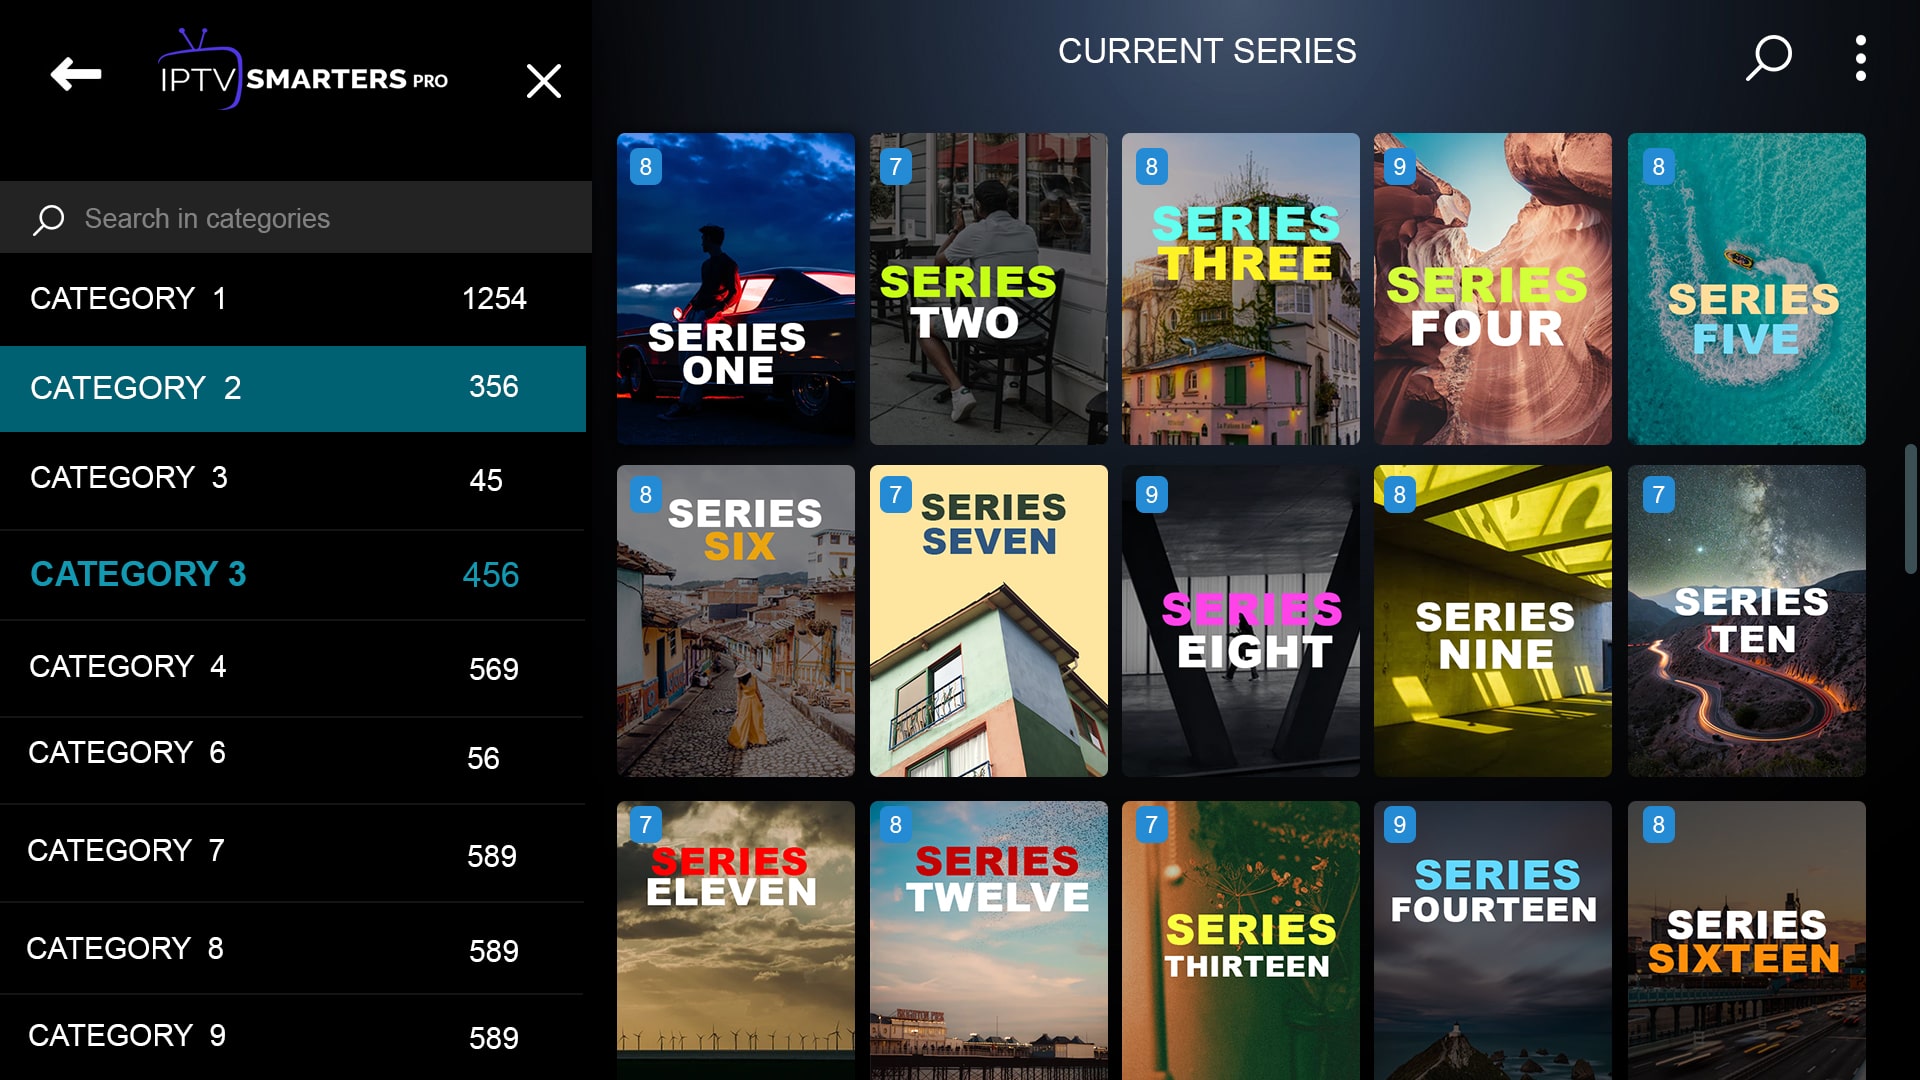 IPTV SMARTERS PRO
Search in categories
CATEGORY 1 1254
CATEGORY 2 356
CATEGORY 3 45
CATEGORY 3 456
CATEGORY 4 569
CATEGORY 6 56
CATEGORY 7 589
CATEGORY 8 589
CATEGORY 9 589
CURRENT SERIES
8
SERIES
ONE
7
SERIES
TWO
8
SERIES
THREE
9
SERIES
FOUR
8
SERIES
FIVE
8
SERIES
SIX
7
SERIES
SEVEN
9
SERIES
EIGHT
8
SERIES
NINE
7
SERIES
TEN
7
SERIES
ELEVEN
8
SERIES
TWELVE
7
SERIES
THIRTEEN
9
SERIES
FOURTEEN
8
SERIES
SIXTEEN